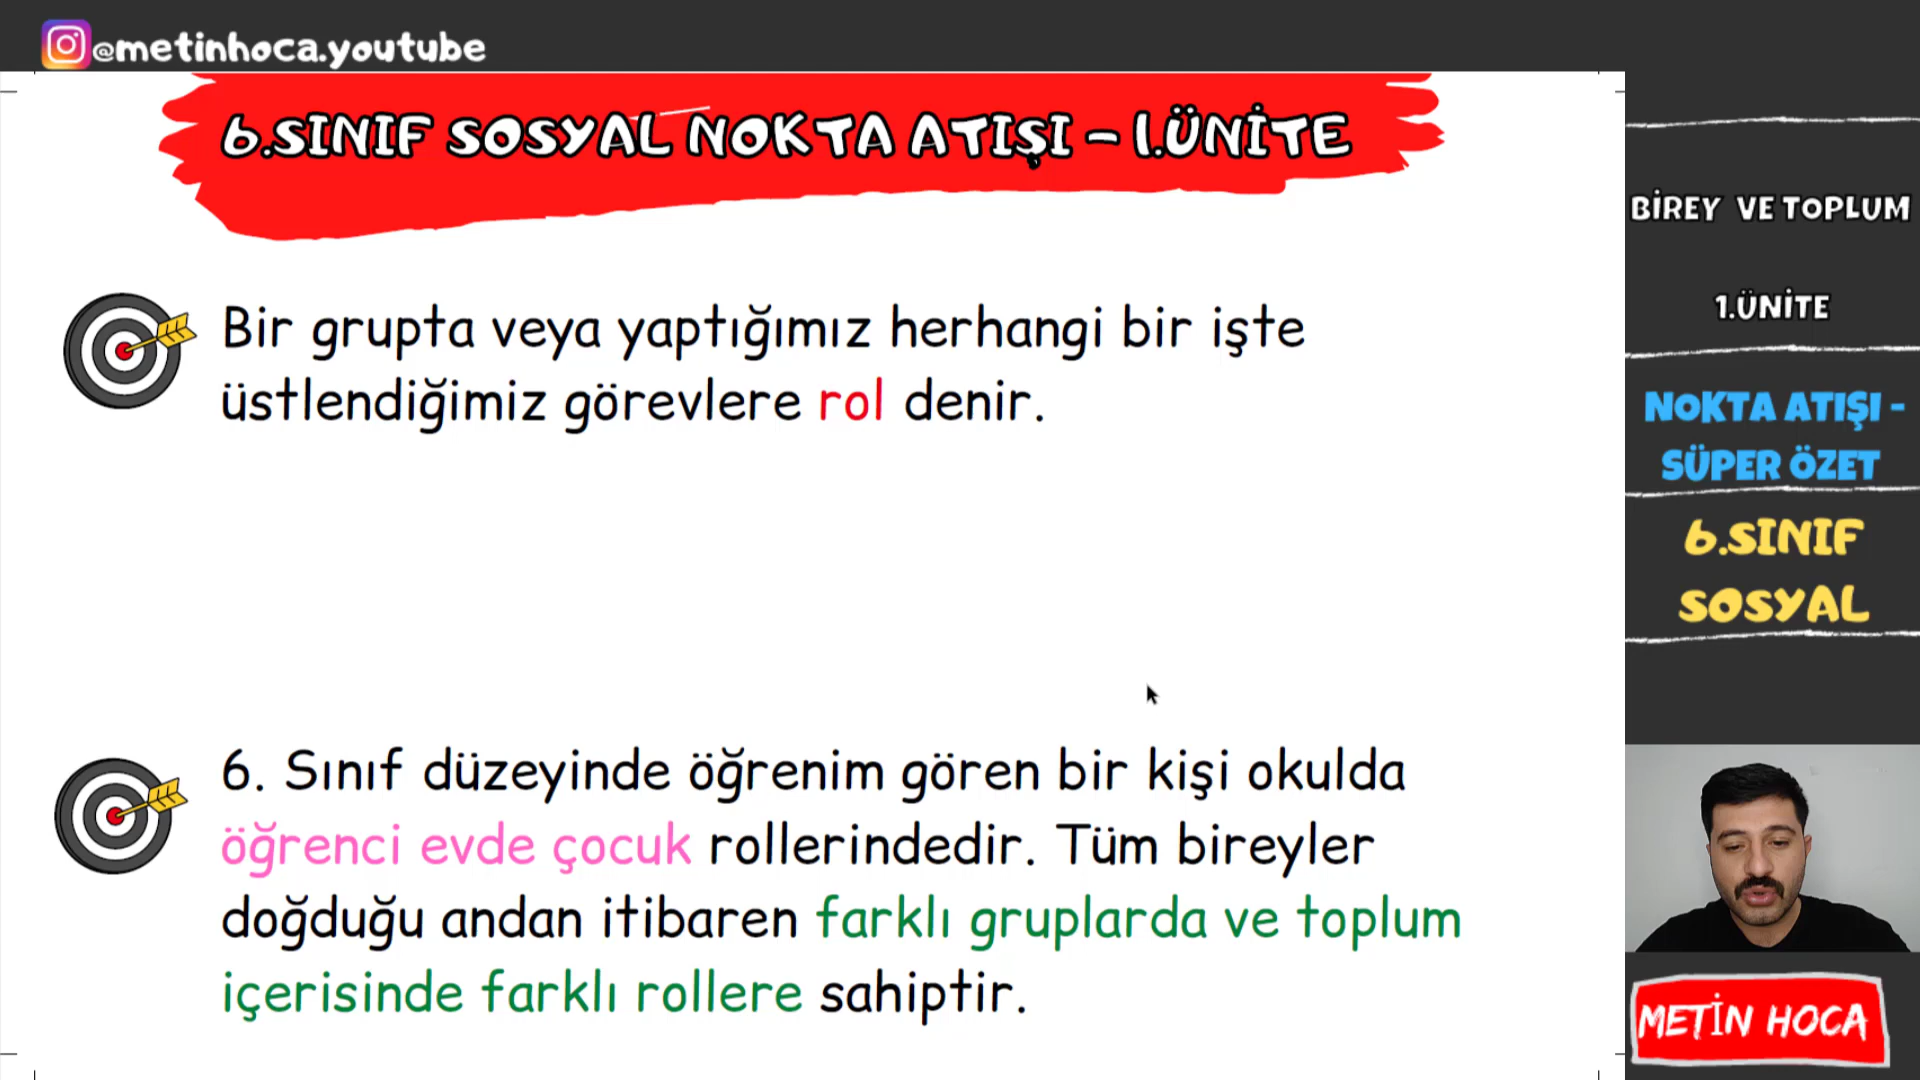 @metinhoca.youtube
6.SINIF SOSYAL NOKTA ATIŞI - 1.ÜNİTE
Bir grupta veya yaptığımız herhangi bir işte
üstlendiğimiz görevlere rol denir.
6. Sınıf düzeyinde öğrenim gören bir kişi okulda
öğrenci evde çocuk rollerindedir. Tüm bireyler
doğduğu andan itibaren farklı gruplarda ve toplum
içerisinde farklı rollere sahiptir.
BİREY VE TOPLUM
1.ÜNİTE
NOKTA ATIŞI -
SÜPER ÖZET
6.SINIF
SOSYAL
METİN HOCA